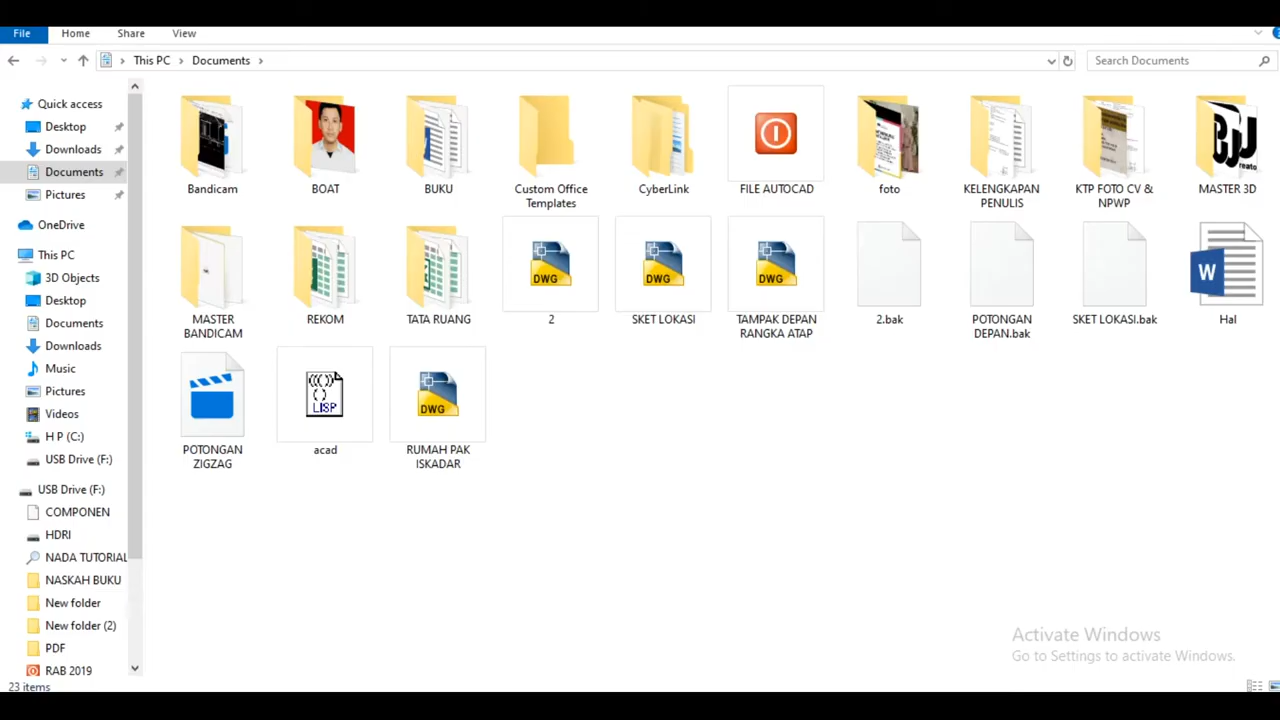 File Home Share View
This PC Documents Search Documents
Quick access
Desktop
Downloads
Documents
Pictures
OneDrive
This PC
3D Objects
Desktop
Documents
Downloads
Music
Pictures
Videos
H P (C:)
USB Drive (F:)
USB Drive (F:)
COMPONEN
HDRI
NADA TUTORIAL
NASKAH BUKU
New folder
New folder (2)
PDF
RAB 2019
Bandicam
BOAT
BUKU
Custom Office
Templates
CyberLink
FILE AUTOCAD
foto
KELENGKAPAN
PENULIS
KTP FOTO CV &
NPWP
MASTER 3D
MASTER
BANDICAM
REKOM
TATA RUANG
DWG
2
DWG
SKET LOKASI
DWG
TAMPAK DEPAN
RANGKA ATAP
2.bak
POTONGAN
DEPAN.bak
SKET LOKASI.bak
W
Hal
POTONGAN
ZIGZAG
LISP
acad
DWG
RUMAH PAK
ISKADAR
Activate Windows
Go to Settings to activate Windows.
23 items